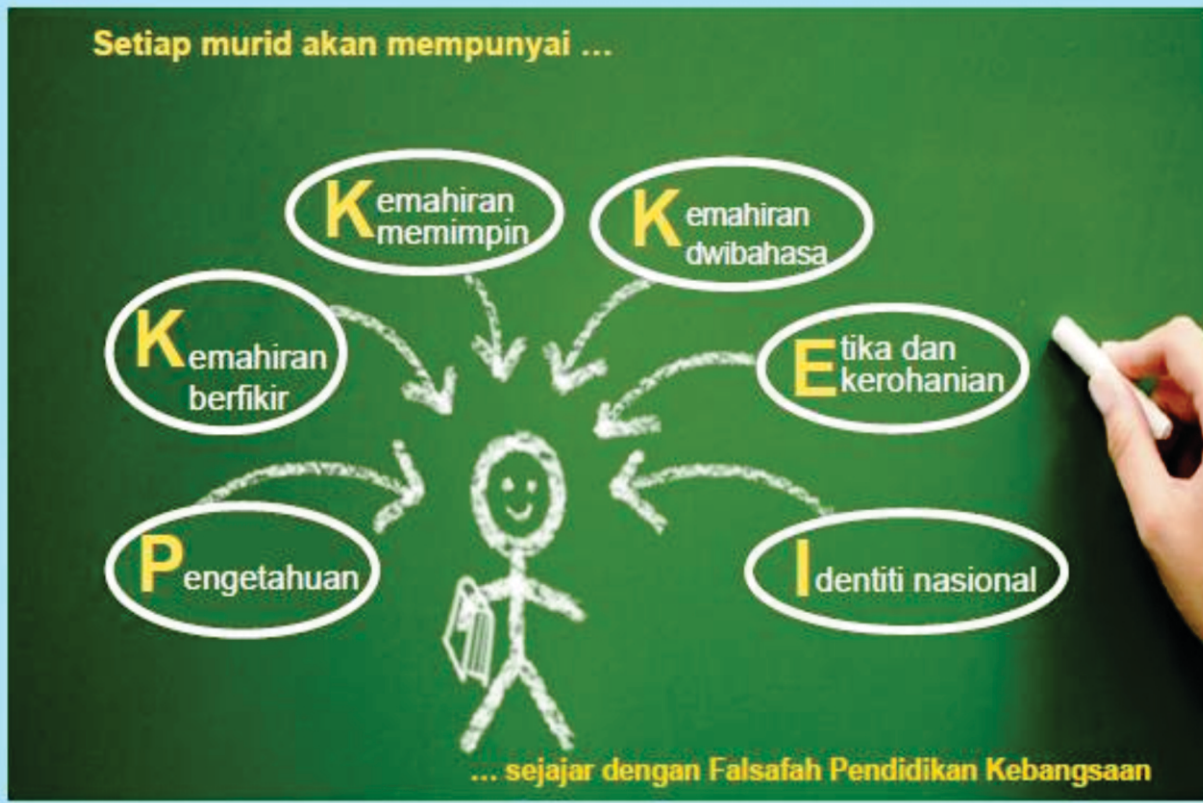 Setiap murid akan mempunyai ...
Kemahiran
memimpin
Kemahiran
dwibahasa
Kemahiran
berfikir
Etika dan
kerohanian
Pengetahuan
Identiti nasional
... sejajar dengan Falsafah Pendidikan Kebangsaan